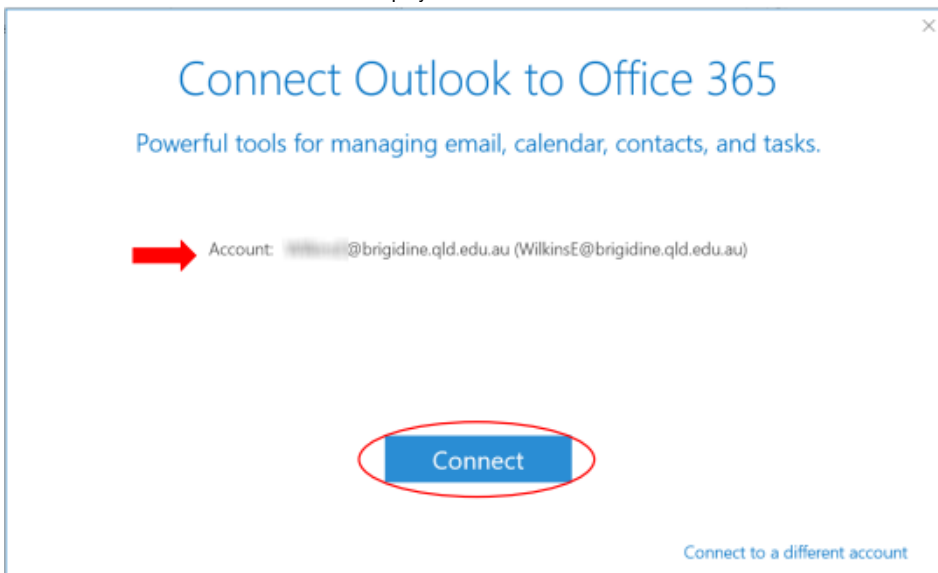 Connect Outlook to Office 365
Powerful tools for managing email, calendar, contacts, and tasks.
Account: @brigidine.qld.edu.au (WilkinsE@brigidine.qld.edu.au)
Connect
Connect to a different account